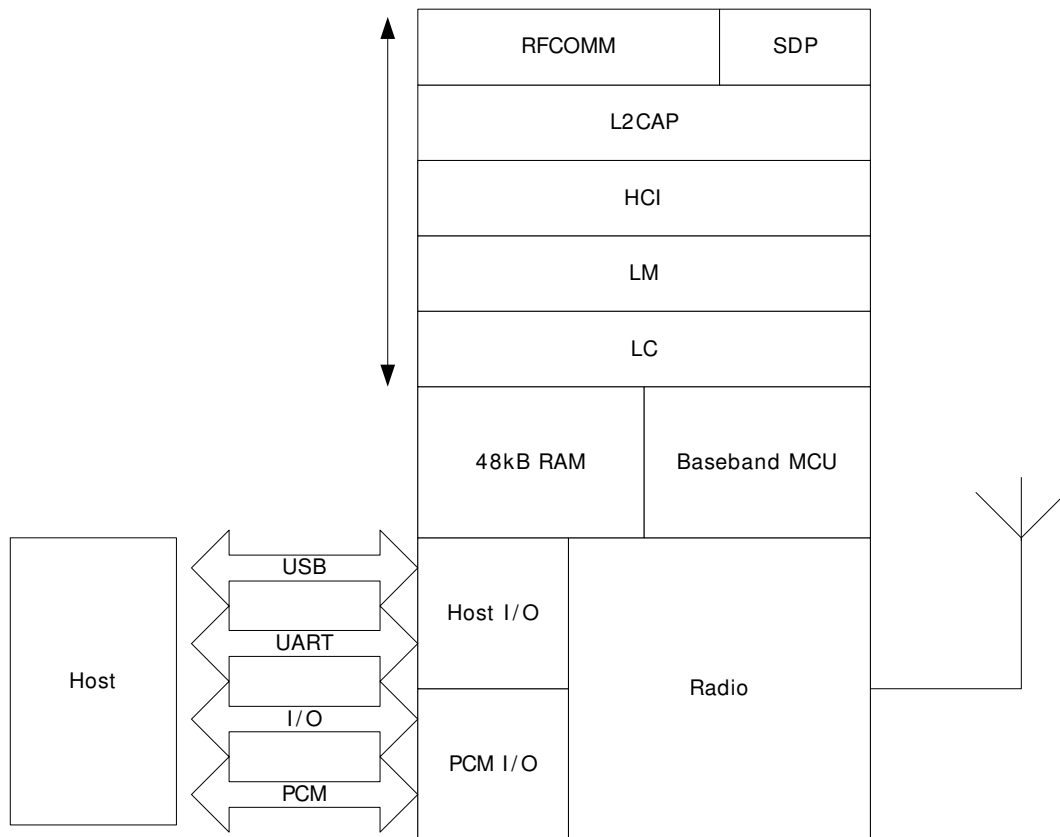 RFCOMM
SDP
L2CAP
HCI
LM
LC
48kB RAM
Baseband MCU
USB
UART
I/O
PCM
Host
Host I/O
PCM I/O
Radio